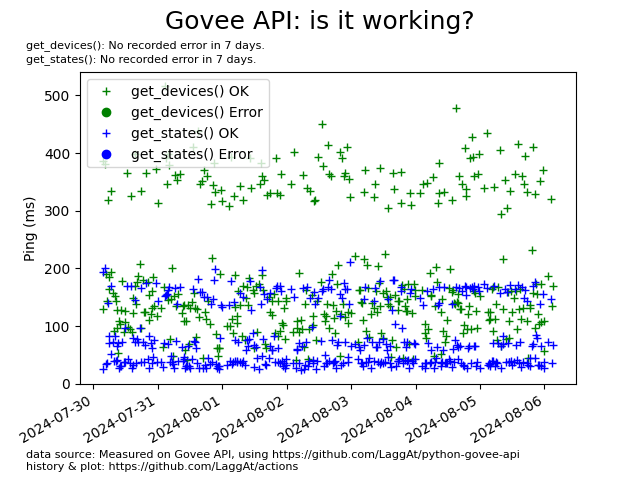 Govee API: is it working?
get_devices(): No recorded error in 7 days.
get_states(): No recorded error in 7 days.
get_devices() OK
get_devices() Error
get_states() OK
get_states() Error
Ping (ms)
500
400
300
200
100
0
2024-07-30
2024-07-31
2024-08-01
2024-08-02
2024-08-03
2024-08-04
2024-08-05
2024-08-06
data source: Measured on Govee API, using https://github.com/LaggAt/python-govee-api
history & plot: https://github.com/LaggAt/actions